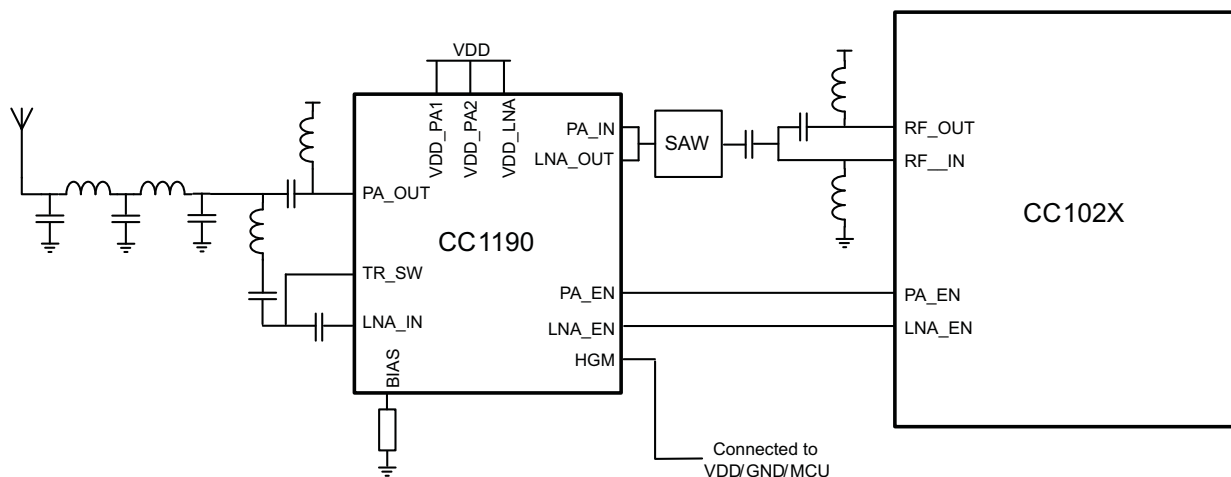 VDD
VDD_PA1
VDD_PA2
VDD_LNA
PA_IN
LNA_OUT
SAW
RF_OUT
RF__IN
PA_OUT
CC1190
CC102X
TR_SW
PA_EN
PA_EN
LNA_IN
LNA_EN
LNA_EN
BIAS
HGM
Connected to
VDD/GND/MCU